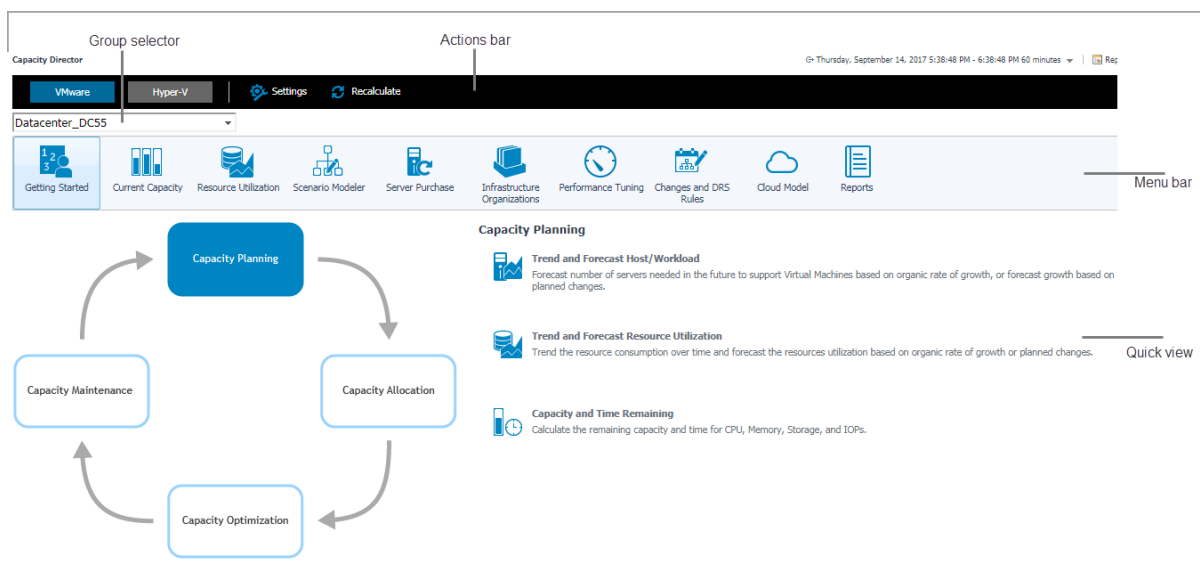 Group selector
Actions bar
Capacity Director
Thursday, September 14, 2017 5:38:48 PM - 6:38:48 PM 60 minutes
VMware
Hyper-V
Settings
Recalculate
Datacenter_DC55
1 2 3
Getting Started
Current Capacity
Resource Utilization
Scenario Modeler
Server Purchase
Infrastructure
Organizations
Performance Tuning
Changes and DRS
Rules
Cloud Model
Reports
Menu bar
Capacity Planning
Capacity Allocation
Capacity Optimization
Capacity Maintenance
Capacity Planning
Trend and Forecast Host/Workload
Forecast number of servers needed in the future to support Virtual Machines based on organic rate of growth, or forecast growth based on
planned changes.
Trend and Forecast Resource Utilization
Trend the resource consumption over time and forecast the resources utilization based on organic rate of growth or planned changes.
Quick view
Capacity and Time Remaining
Calculate the remaining capacity and time for CPU, Memory, Storage, and IOPs.